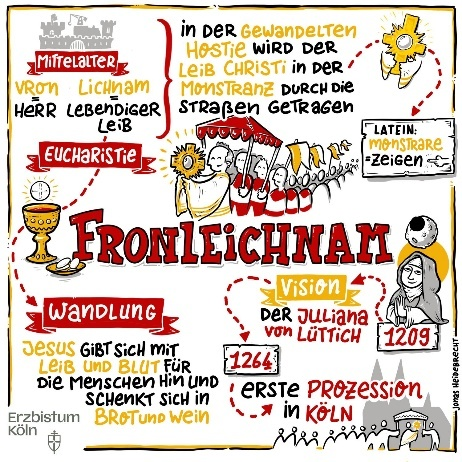 Mittelalter
VRON LICHNAM
= =
HERR LEBENDIGER
LEIB
IN DER GEWANDELTEN
HOSTIE WIRD DER
LEIB CHRISTI IN DER
MONSTRANZ DURCH DIE
STRAßEN GETRAGEN
LATEIN:
monstrare
=Zeigen
EUCHARISTIE
FRONLEICHNAM
WANDLUNG
JESUS GIBT SICH MIT
LEIB UND BLUT FÜR
DIE MENSCHEN HIN UND
SCHENKT SICH IN
BROT UND WEIN
VISION
DER JULIANA
VON LÜTTICH
1209
1264
ERSTE PROZESSION
IN KÖLN
Erzbistum
Köln
JONAS HEIDEBRECHT